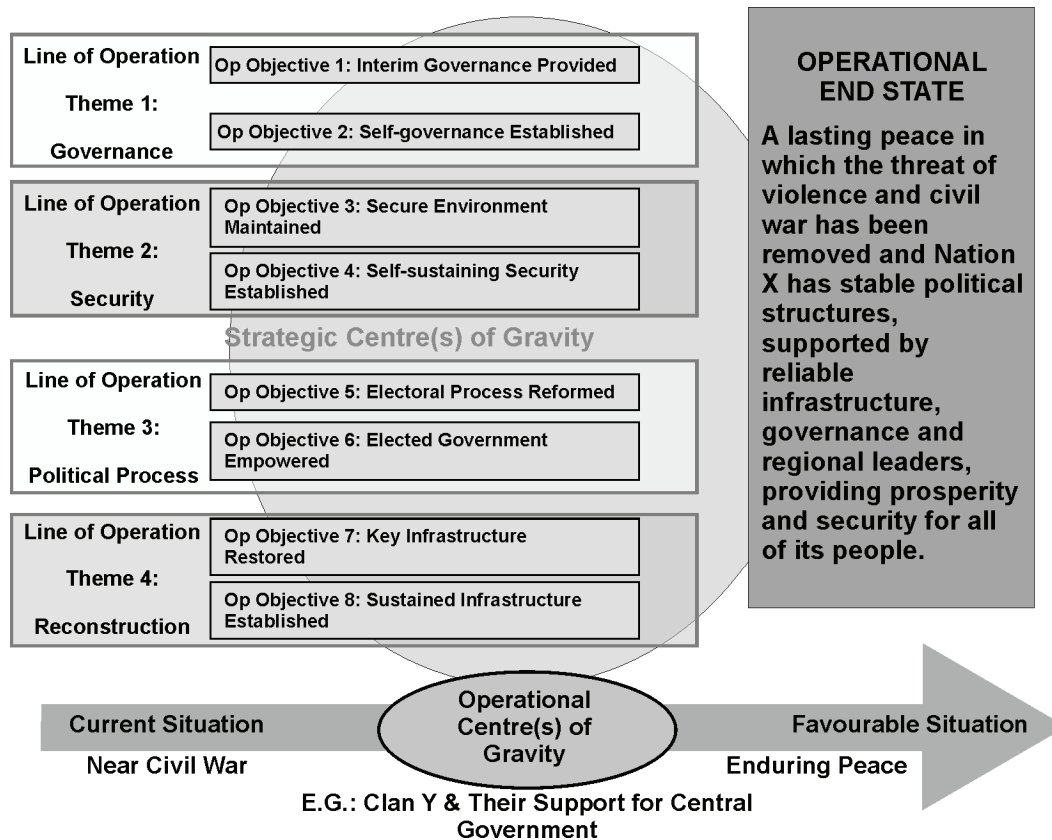 Line of Operation
Theme 1:
Governance
Op Objective 1: Interim Governance Provided
Op Objective 2: Self-governance Established
Line of Operation
Theme 2:
Security
Op Objective 3: Secure Environment
Maintained
Op Objective 4: Self-sustaining Security
Established
Strategic Centre(s) of Gravity
Line of Operation
Theme 3:
Political Process
Op Objective 5: Electoral Process Reformed
Op Objective 6: Elected Government
Empowered
Line of Operation
Theme 4:
Reconstruction
Op Objective 7: Key Infrastructure
Restored
Op Objective 8: Sustained Infrastructure
Established
OPERATIONAL
END STATE
A lasting peace in
which the threat of
violence and civil
war has been
removed and Nation
X has stable political
structures,
supported by
reliable
infrastructure,
governance and
regional leaders,
providing prosperity
and security for all
of its people.
Current Situation
Near Civil War
Operational
Centre(s) of
Gravity
Favourable Situation
Enduring Peace
E.G.: Clan Y & Their Support for Central
Government